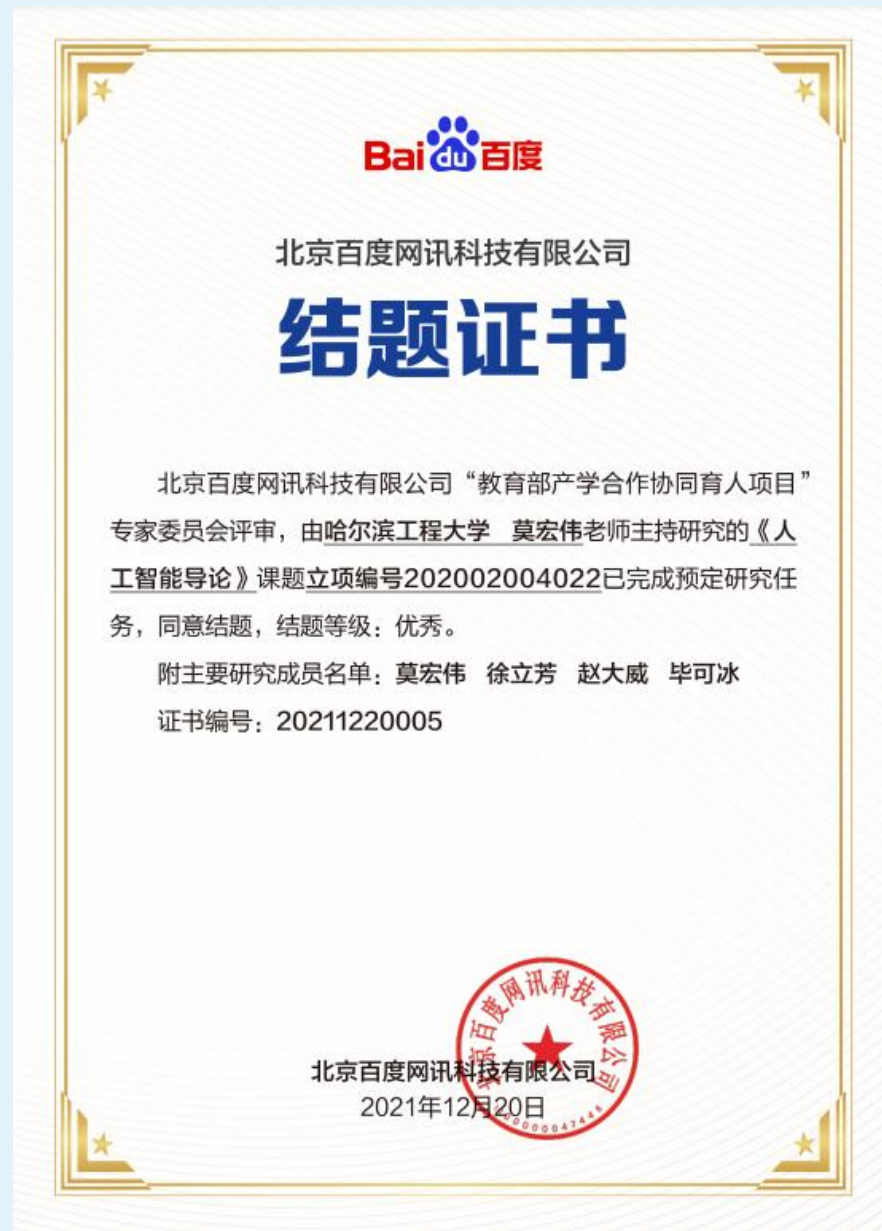 Bai du 百度
北京百度网讯科技有限公司
结题证书
北京百度网讯科技有限公司“教育部产学合作协同育人项目”
专家委员会评审，由哈尔滨工程大学 莫宏伟老师主持研究的《人
工智能导论》课题立项编号202002004022已完成预定研究任
务，同意结题，结题等级：优秀。
附主要研究成员名单：莫宏伟 徐立芳 赵大威 毕可冰
证书编号：20211220005
北京百度网讯科技有限公司
北京百度网讯科技有限公司
2021年12月20日